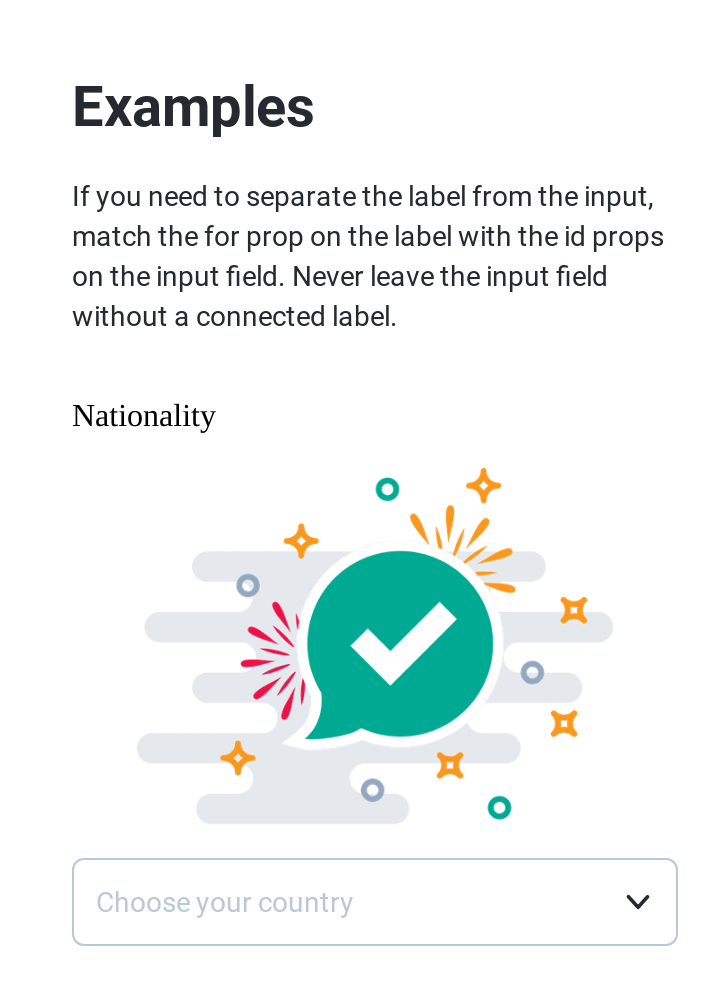 Examples
If you need to separate the label from the input,
match the for prop on the label with the id props
on the input field. Never leave the input field
without a connected label.
Nationality
Choose your country